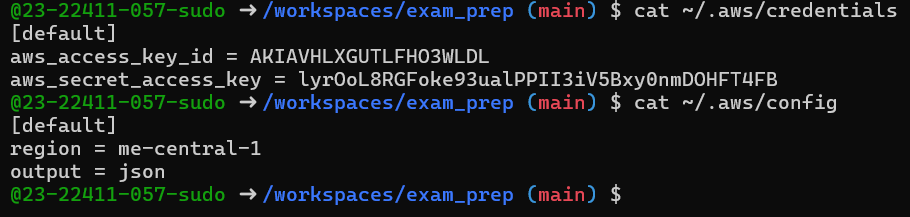 @23-22411-057-sudo ➜ /workspaces/exam_prep (main) $ cat ~/.aws/credentials
[default]
aws_access_key_id = AKIAVHLXGUTLFHO3WLDL
aws_secret_access_key = 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
@23-22411-057-sudo ➜ /workspaces/exam_prep (main) $ cat ~/.aws/config
[default]
region = me-central-1
output = json
@23-22411-057-sudo ➜ /workspaces/exam_prep (main) $